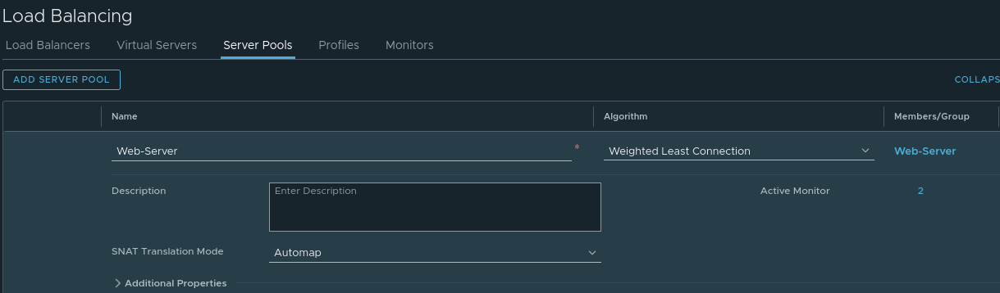 Load Balancing
Load Balancers Virtual Servers Server Pools Profiles Monitors
ADD SERVER POOL COLLAPS
Name Algorithm Members/Group
Web-Server * Weighted Least Connection Web-Server
Description Enter Description Active Monitor 2
SNAT Translation Mode Automap
Additional Properties